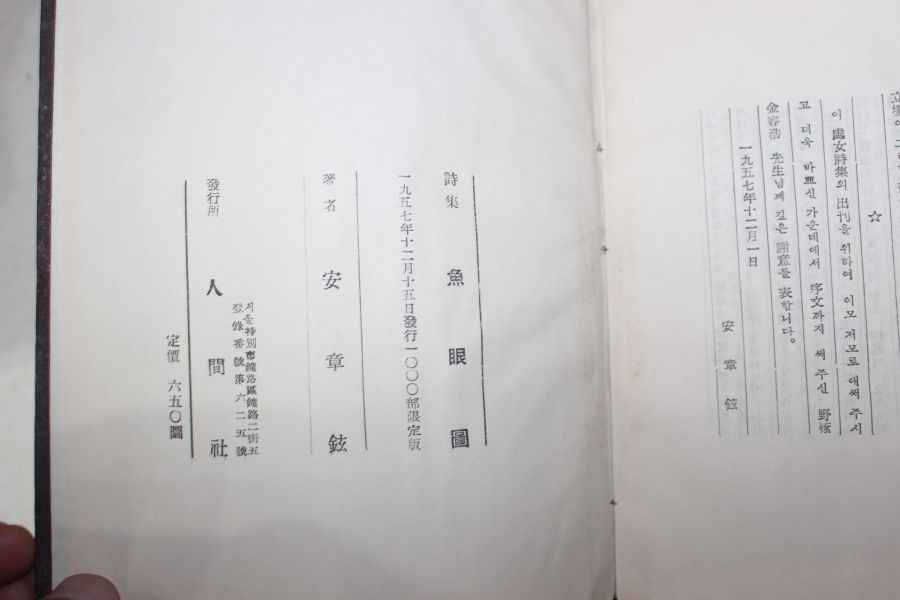 ☆
이 處女詩集의 出刊을 위하여 이모 저모로 애써 주시
고 더욱 바쁘신 가운데에서 序文까지 써 주신 野栎
金容浩 先生님께 깊은 謝意를 表합니다。
一九五七年十二月一日
安章鉉
詩集 魚眼圖
一九五七年十二月十五日發行一〇〇〇部限定版
著者 安章鉉
서울特別市鐘路區鐘路二街五
登錄番號第六二五號
發行所 人間社
定價 六五〇圜